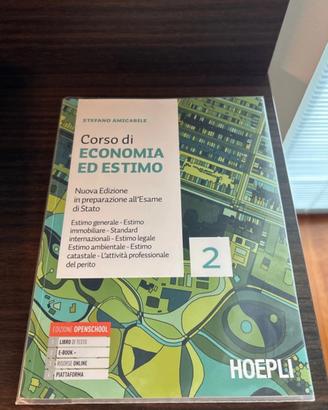 STEFANO AMICABILE
Corso di
ECONOMIA
ED ESTIMO
Nuova Edizione
in preparazione all'Esame
di Stato
Estimo generale - Estimo
immobiliare - Standard
internazionali - Estimo legale
Estimo ambientale - Estimo
catastale - L'attività professionale
del perito
2
EDIZIONE OPENSCHOOL
LIBRO DI TESTO
E-BOOK+
RISORSE ONLINE
PIATTAFORMA
HOEPLI